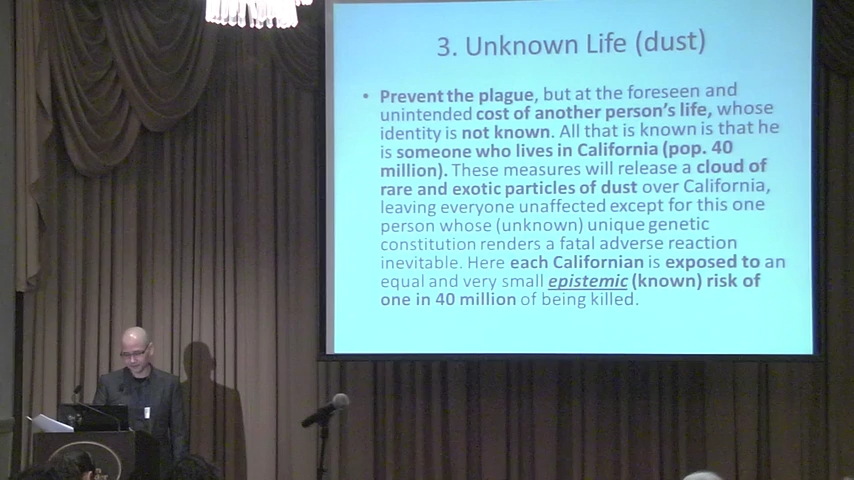 3. Unknown Life (dust)
• Prevent the plague, but at the foreseen and
unintended cost of another person's life, whose
identity is not known. All that is known is that he
is someone who lives in California (pop. 40
million). These measures will release a cloud of
rare and exotic particles of dust over California,
leaving everyone unaffected except for this one
person whose (unknown) unique genetic
constitution renders a fatal adverse reaction
inevitable. Here each Californian is exposed to an
equal and very small epistemic (known) risk of
one in 40 million of being killed.